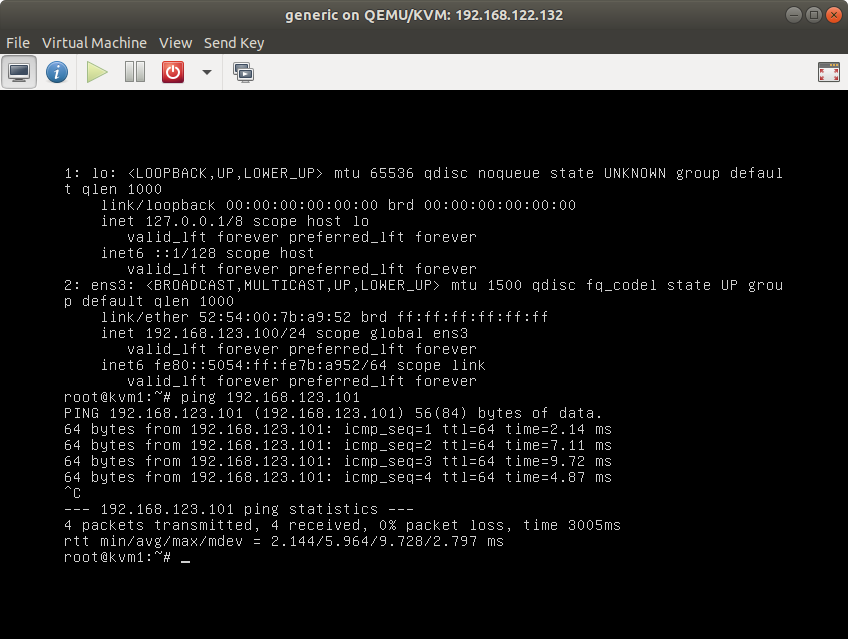 generic on QEMU/KVM: 192.168.122.132
File Virtual Machine View Send Key
1: lo: <LOOPBACK,UP,LOWER_UP> mtu 65536 qdisc noqueue state UNKNOWN group defaul
t qlen 1000
    link/loopback 00:00:00:00:00:00 brd 00:00:00:00:00:00
    inet 127.0.0.1/8 scope host lo
       valid_lft forever preferred_lft forever
    inet6 ::1/128 scope host
       valid_lft forever preferred_lft forever
2: ens3: <BROADCAST,MULTICAST,UP,LOWER_UP> mtu 1500 qdisc fq_codel state UP grou
p default qlen 1000
    link/ether 52:54:00:7b:a9:52 brd ff:ff:ff:ff:ff:ff
    inet 192.168.123.100/24 scope global ens3
       valid_lft forever preferred_lft forever
    inet6 fe80::5054:ff:fe7b:a952/64 scope link
       valid_lft forever preferred_lft forever
root@kvm1:~# ping 192.168.123.101
PING 192.168.123.101 (192.168.123.101) 56(84) bytes of data.
64 bytes from 192.168.123.101: icmp_seq=1 ttl=64 time=2.14 ms
64 bytes from 192.168.123.101: icmp_seq=2 ttl=64 time=7.11 ms
64 bytes from 192.168.123.101: icmp_seq=3 ttl=64 time=9.72 ms
64 bytes from 192.168.123.101: icmp_seq=4 ttl=64 time=4.87 ms
^C
--- 192.168.123.101 ping statistics ---
4 packets transmitted, 4 received, 0% packet loss, time 3005ms
rtt min/avg/max/mdev = 2.144/5.964/9.728/2.797 ms
root@kvm1:~# _